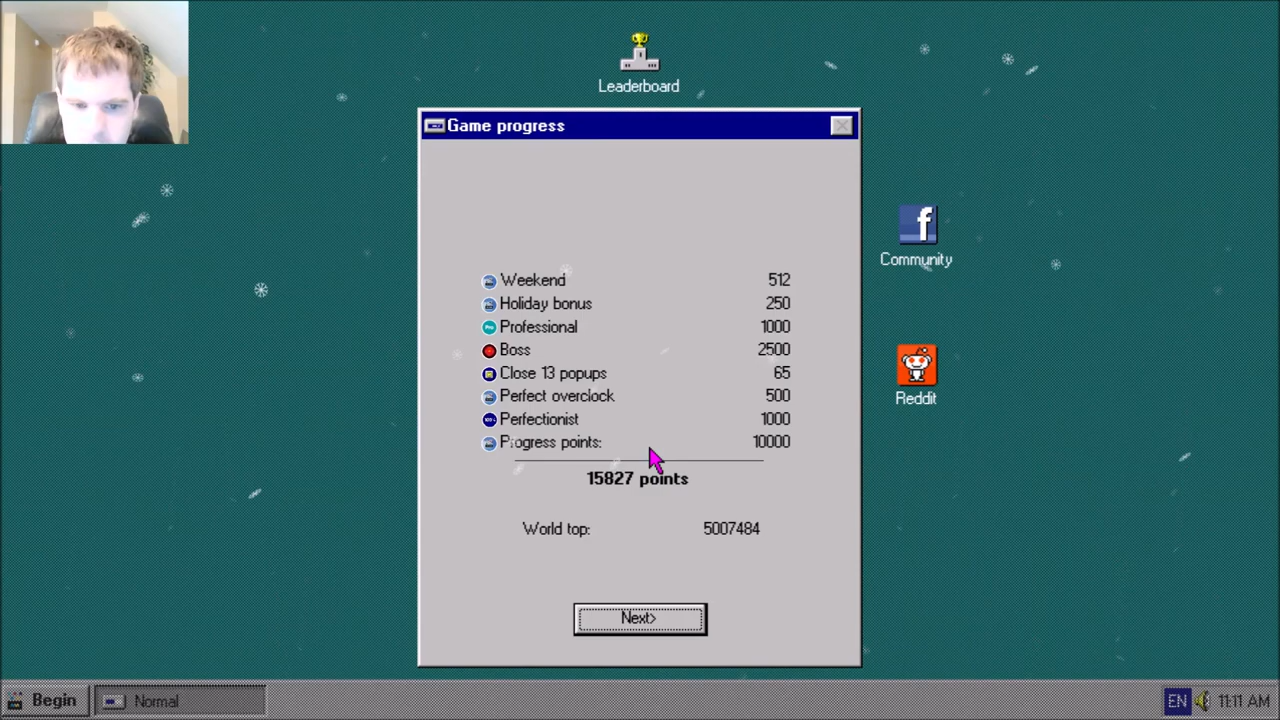 Leaderboard
Game progress
Weekend 512
Holiday bonus 250
Professional 1000
Boss 2500
Close 13 popups 65
Perfect overclock 500
Perfectionist 1000
Progress points: 10000
15827 points
World top: 5007484
Next>
Community
Reddit
Begin
Normal
EN
11:11 AM